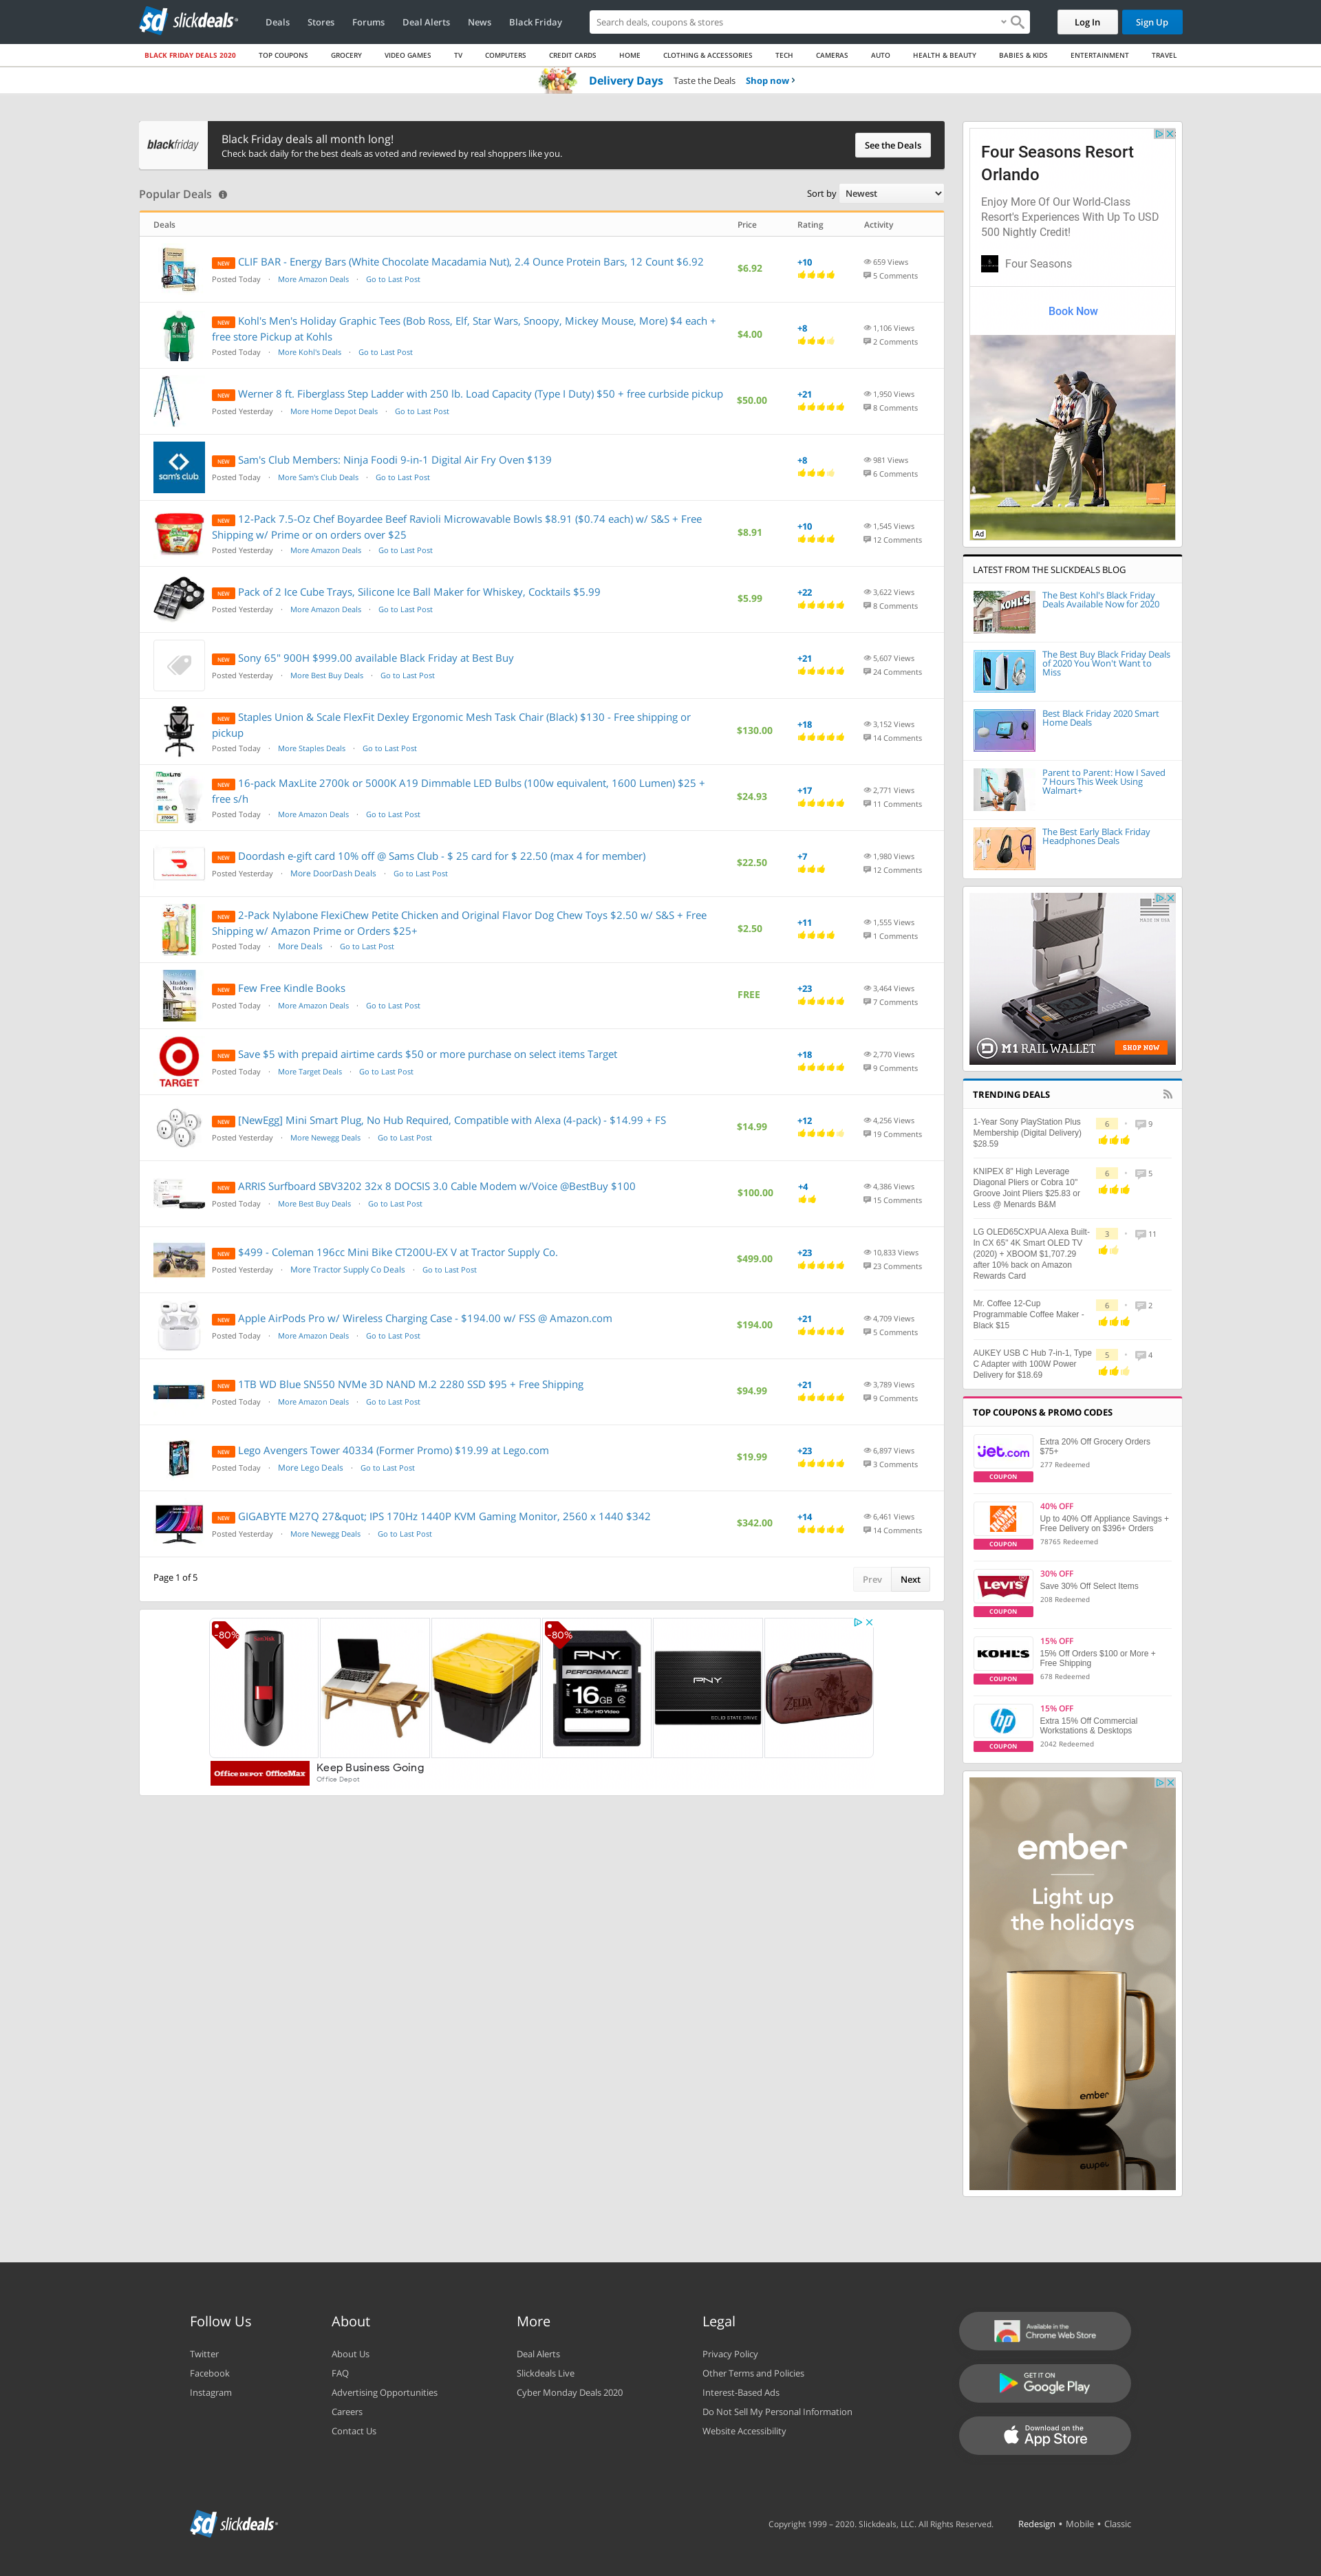 slickdeals
Deals Stores Forums Deal Alerts News Black Friday
Search deals, coupons & stores
Log In
Sign Up
BLACK FRIDAY DEALS 2020 TOP COUPONS GROCERY VIDEO GAMES TV COMPUTERS CREDIT CARDS HOME CLOTHING & ACCESSORIES TECH CAMERAS AUTO HEALTH & BEAUTY BABIES & KIDS ENTERTAINMENT TRAVEL
Delivery Days Taste the Deals Shop now ›
blackfriday
Black Friday deals all month long!
Check back daily for the best deals as voted and reviewed by real shoppers like you.
See the Deals
Popular Deals
Sort by Newest
Deals Price Rating Activity
NEW CLIF BAR - Energy Bars (White Chocolate Macadamia Nut), 2.4 Ounce Protein Bars, 12 Count $6.92
Posted Today · More Amazon Deals · Go to Last Post
$6.92
+10
659 Views
5 Comments
NEW Kohl's Men's Holiday Graphic Tees (Bob Ross, Elf, Star Wars, Snoopy, Mickey Mouse, More) $4 each +
free store Pickup at Kohls
Posted Today · More Kohl's Deals · Go to Last Post
$4.00
+8
1,106 Views
2 Comments
NEW Werner 8 ft. Fiberglass Step Ladder with 250 lb. Load Capacity (Type I Duty) $50 + free curbside pickup
Posted Yesterday · More Home Depot Deals · Go to Last Post
$50.00
+21
1,950 Views
8 Comments
sam's club
NEW Sam's Club Members: Ninja Foodi 9-in-1 Digital Air Fry Oven $139
Posted Today · More Sam's Club Deals · Go to Last Post
+8
981 Views
6 Comments
NEW 12-Pack 7.5-Oz Chef Boyardee Beef Ravioli Microwavable Bowls $8.91 ($0.74 each) w/ S&S + Free
Shipping w/ Prime or on orders over $25
Posted Yesterday · More Amazon Deals · Go to Last Post
$8.91
+10
1,545 Views
12 Comments
NEW Pack of 2 Ice Cube Trays, Silicone Ice Ball Maker for Whiskey, Cocktails $5.99
Posted Yesterday · More Amazon Deals · Go to Last Post
$5.99
+22
3,622 Views
8 Comments
NEW Sony 65" 900H $999.00 available Black Friday at Best Buy
Posted Yesterday · More Best Buy Deals · Go to Last Post
+21
5,607 Views
24 Comments
NEW Staples Union & Scale FlexFit Dexley Ergonomic Mesh Task Chair (Black) $130 - Free shipping or
pickup
Posted Today · More Staples Deals · Go to Last Post
$130.00
+18
3,152 Views
14 Comments
MaxLite
NEW 16-pack MaxLite 2700k or 5000K A19 Dimmable LED Bulbs (100w equivalent, 1600 Lumen) $25 +
free s/h
Posted Today · More Amazon Deals · Go to Last Post
$24.93
+17
2,771 Views
11 Comments
NEW Doordash e-gift card 10% off @ Sams Club - $ 25 card for $ 22.50 (max 4 for member)
Posted Yesterday · More DoorDash Deals · Go to Last Post
$22.50
+7
1,980 Views
12 Comments
NEW 2-Pack Nylabone FlexiChew Petite Chicken and Original Flavor Dog Chew Toys $2.50 w/ S&S + Free
Shipping w/ Amazon Prime or Orders $25+
Posted Today · More Deals · Go to Last Post
$2.50
+11
1,555 Views
1 Comments
Muddy Bottom
NEW Few Free Kindle Books
Posted Today · More Amazon Deals · Go to Last Post
FREE
+23
3,464 Views
7 Comments
TARGET
NEW Save $5 with prepaid airtime cards $50 or more purchase on select items Target
Posted Today · More Target Deals · Go to Last Post
+18
2,770 Views
9 Comments
NEW [NewEgg] Mini Smart Plug, No Hub Required, Compatible with Alexa (4-pack) - $14.99 + FS
Posted Yesterday · More Newegg Deals · Go to Last Post
$14.99
+12
4,256 Views
19 Comments
NEW ARRIS Surfboard SBV3202 32x 8 DOCSIS 3.0 Cable Modem w/Voice @BestBuy $100
Posted Today · More Best Buy Deals · Go to Last Post
$100.00
+4
4,386 Views
15 Comments
NEW $499 - Coleman 196cc Mini Bike CT200U-EX V at Tractor Supply Co.
Posted Yesterday · More Tractor Supply Co Deals · Go to Last Post
$499.00
+23
10,833 Views
23 Comments
NEW Apple AirPods Pro w/ Wireless Charging Case - $194.00 w/ FSS @ Amazon.com
Posted Today · More Amazon Deals · Go to Last Post
$194.00
+21
4,709 Views
5 Comments
NEW 1TB WD Blue SN550 NVMe 3D NAND M.2 2280 SSD $95 + Free Shipping
Posted Today · More Amazon Deals · Go to Last Post
$94.99
+21
3,789 Views
9 Comments
NEW Lego Avengers Tower 40334 (Former Promo) $19.99 at Lego.com
Posted Today · More Lego Deals · Go to Last Post
$19.99
+23
6,897 Views
3 Comments
NEW GIGABYTE M27Q 27&quot; IPS 170Hz 1440P KVM Gaming Monitor, 2560 x 1440 $342
Posted Yesterday · More Newegg Deals · Go to Last Post
$342.00
+14
6,461 Views
14 Comments
Page 1 of 5
Prev Next
-80%
SanDisk
-80%
PNY
PERFORMANCE
16GB
3.5hr HD Video
PNY
SOLID STATE DRIVE
ZELDA
Office DEPOT OfficeMax
Keep Business Going
Office Depot
Four Seasons Resort
Orlando
Enjoy More Of Our World-Class
Resort's Experiences With Up To USD
500 Nightly Credit!
Four Seasons
Book Now
Ad
LATEST FROM THE SLICKDEALS BLOG
KOHL'S
The Best Kohl's Black Friday
Deals Available Now for 2020
The Best Buy Black Friday Deals
of 2020 You Won't Want to
Miss
Best Black Friday 2020 Smart
Home Deals
Parent to Parent: How I Saved
7 Hours This Week Using
Walmart+
The Best Early Black Friday
Headphones Deals
MADE IN USA
M1 RAIL WALLET
SHOP NOW
TRENDING DEALS
1-Year Sony PlayStation Plus
Membership (Digital Delivery)
$28.59
6 • 9
KNIPEX 8" High Leverage
Diagonal Pliers or Cobra 10"
Groove Joint Pliers $25.83 or
Less @ Menards B&M
6 • 5
LG OLED65CXPUA Alexa Built-
In CX 65" 4K Smart OLED TV
(2020) + XBOOM $1,707.29
after 10% back on Amazon
Rewards Card
3 • 11
Mr. Coffee 12-Cup
Programmable Coffee Maker -
Black $15
6 • 2
AUKEY USB C Hub 7-in-1, Type
C Adapter with 100W Power
Delivery for $18.69
5 • 4
TOP COUPONS & PROMO CODES
jet.com
COUPON
Extra 20% Off Grocery Orders
$75+
277 Redeemed
COUPON
40% OFF
Up to 40% Off Appliance Savings +
Free Delivery on $396+ Orders
78765 Redeemed
LEVI'S
COUPON
30% OFF
Save 30% Off Select Items
208 Redeemed
KOHL'S
COUPON
15% OFF
15% Off Orders $100 or More +
Free Shipping
678 Redeemed
hp
COUPON
15% OFF
Extra 15% Off Commercial
Workstations & Desktops
2042 Redeemed
ember
Light up
the holidays
ember
Follow Us
Twitter
Facebook
Instagram
About
About Us
FAQ
Advertising Opportunities
Careers
Contact Us
More
Deal Alerts
Slickdeals Live
Cyber Monday Deals 2020
Legal
Privacy Policy
Other Terms and Policies
Interest-Based Ads
Do Not Sell My Personal Information
Website Accessibility
Available in the
Chrome Web Store
GET IT ON
Google Play
Download on the
App Store
slickdeals
Copyright 1999 – 2020. Slickdeals, LLC. All Rights Reserved. Redesign • Mobile • Classic